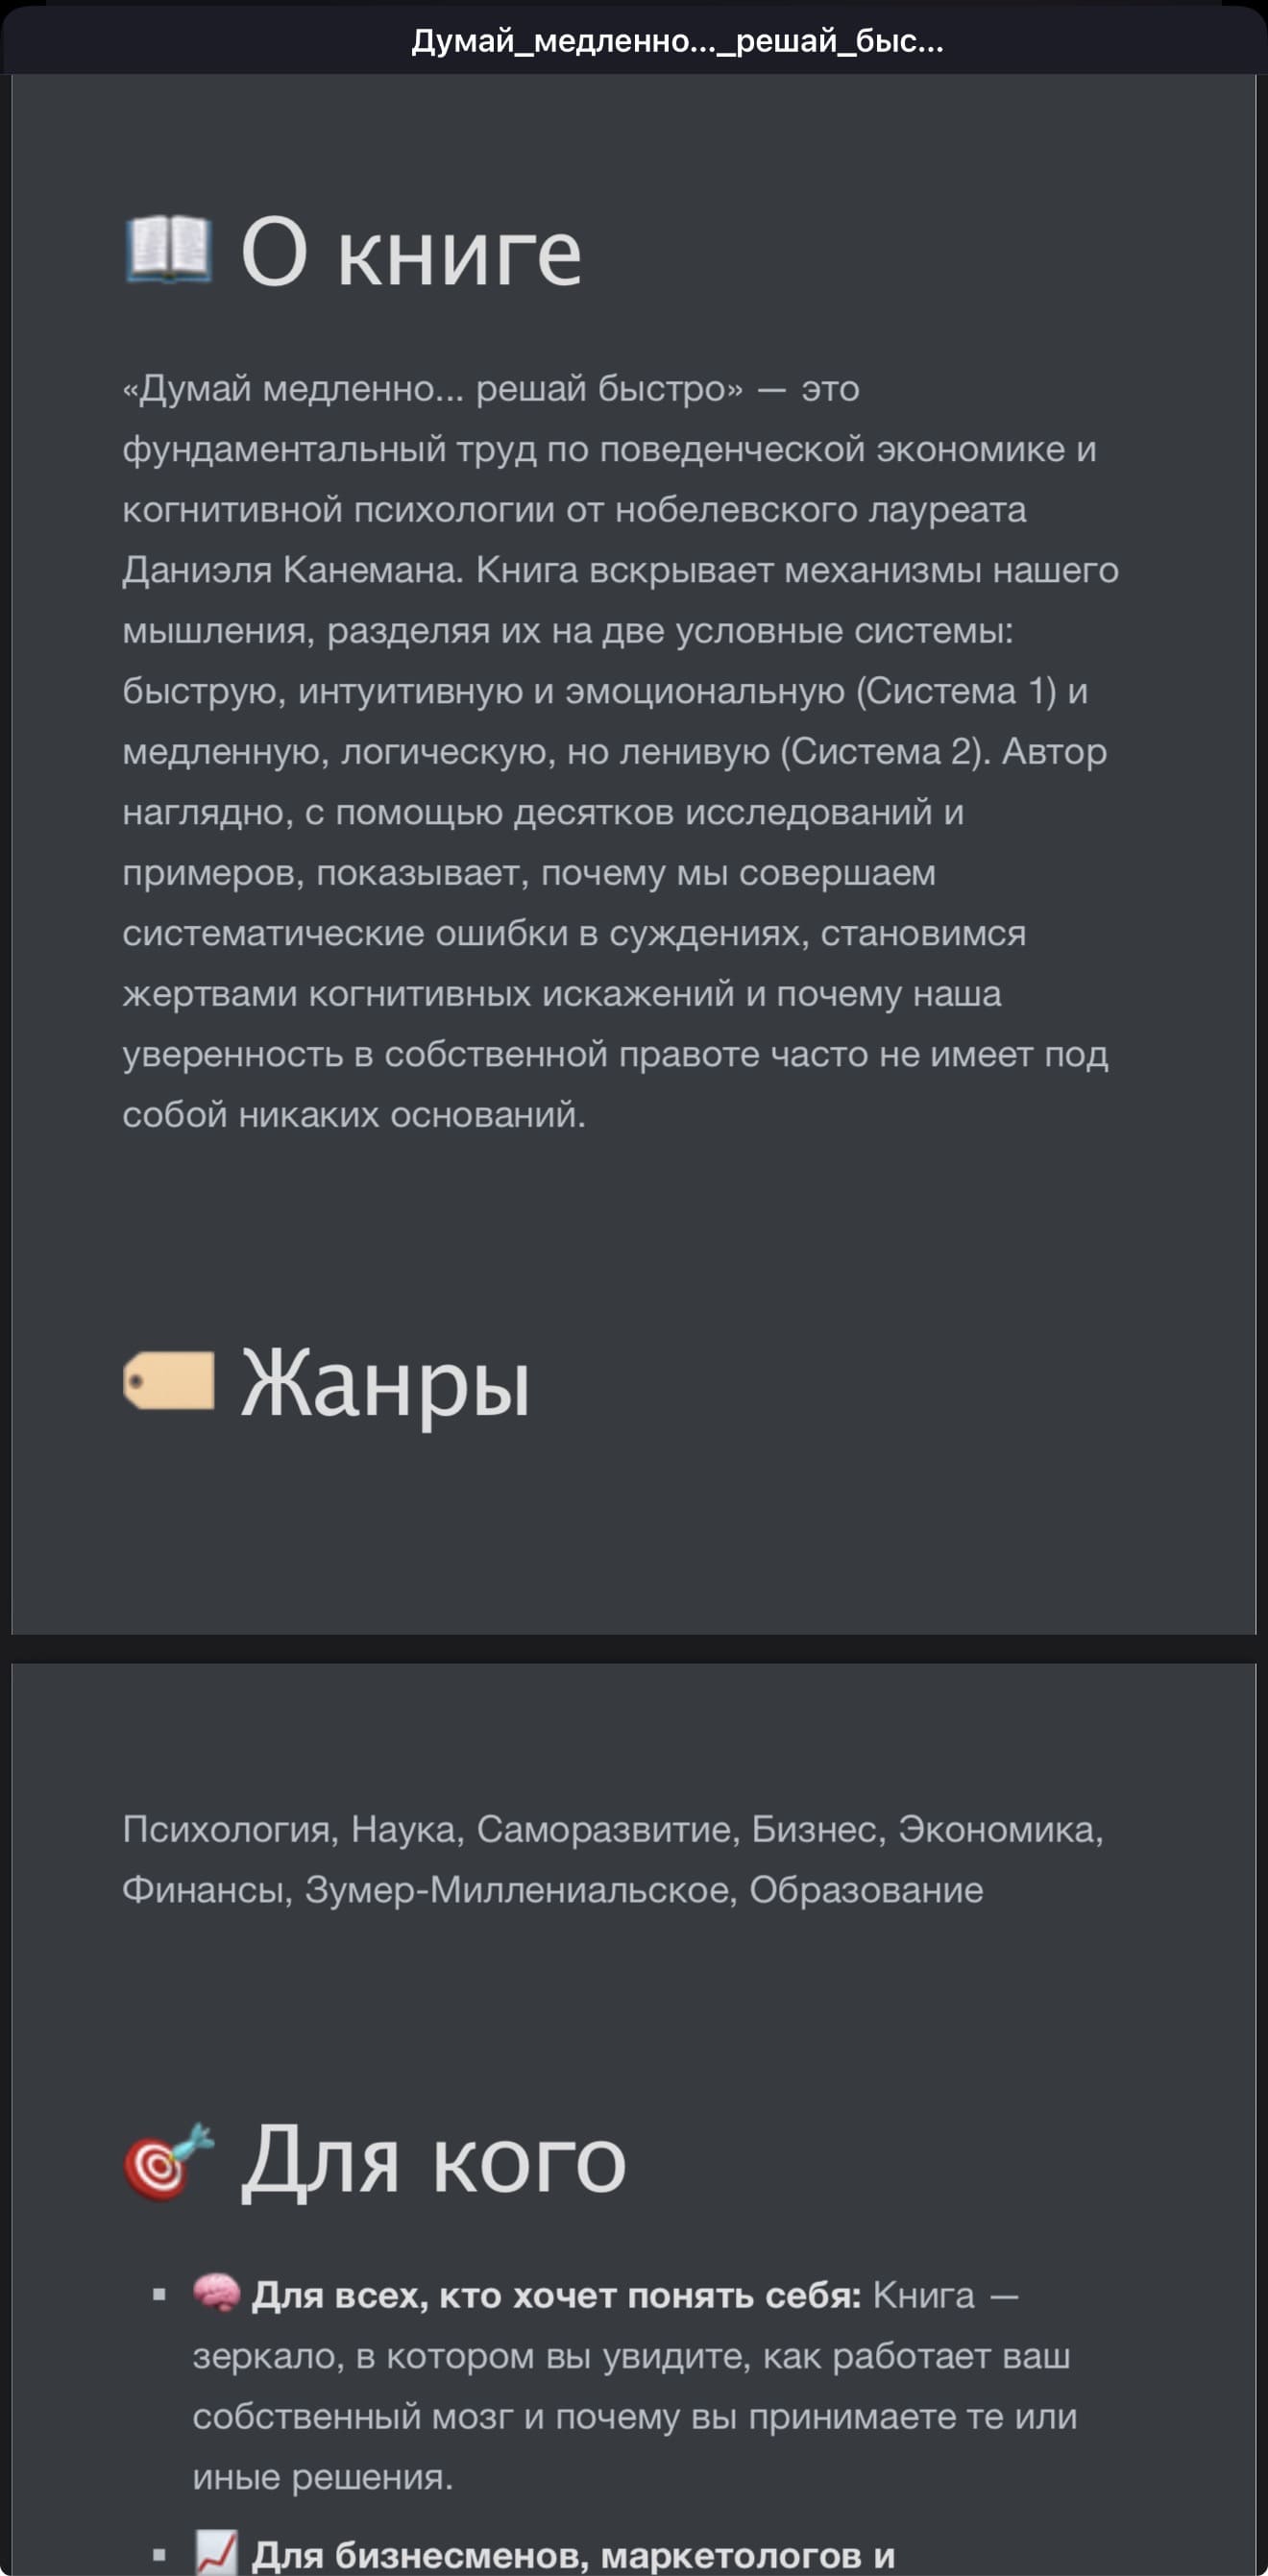 Думай_медленно..._решай_быс...
О книге
«Думай медленно... решай быстро» — это
фундаментальный труд по поведенческой экономике и
когнитивной психологии от нобелевского лауреата
Даниэля Канемана. Книга вскрывает механизмы нашего
мышления, разделяя их на две условные системы:
быструю, интуитивную и эмоциональную (Система 1) и
медленную, логическую, но ленивую (Система 2). Автор
наглядно, с помощью десятков исследований и
примеров, показывает, почему мы совершаем
систематические ошибки в суждениях, становимся
жертвами когнитивных искажений и почему наша
уверенность в собственной правоте часто не имеет под
собой никаких оснований.
Жанры
Психология, Наука, Саморазвитие, Бизнес, Экономика,
Финансы, Зумер-Миллениальское, Образование
Для кого
▪ Для всех, кто хочет понять себя: Книга —
зеркало, в котором вы увидите, как работает ваш
собственный мозг и почему вы принимаете те или
иные решения.
▪ Для бизнесменов, маркетологов и